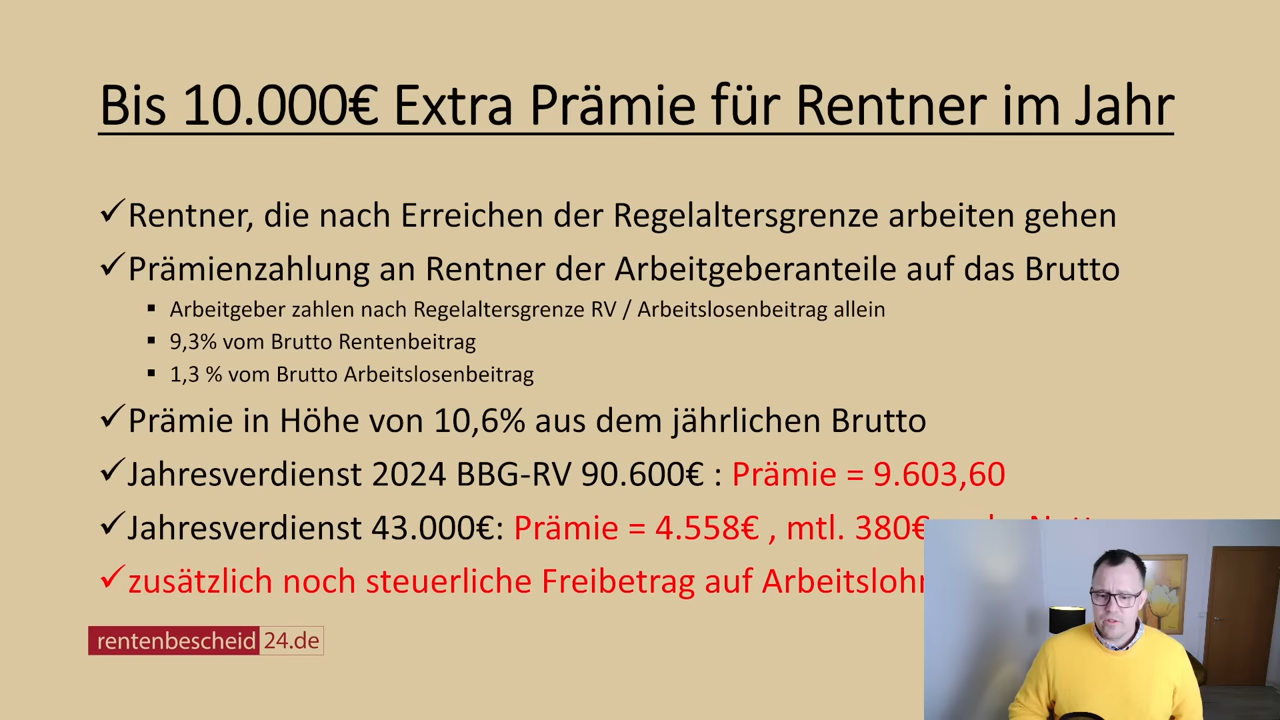 Bis 10.000€ Extra Prämie für Rentner im Jahr
✓Rentner, die nach Erreichen der Regelaltersgrenze arbeiten gehen
✓Prämienzahlung an Rentner der Arbeitgeberanteile auf das Brutto
▪ Arbeitgeber zahlen nach Regelaltersgrenze RV / Arbeitslosenbeitrag allein
▪ 9,3% vom Brutto Rentenbeitrag
▪ 1,3 % vom Brutto Arbeitslosenbeitrag
✓Prämie in Höhe von 10,6% aus dem jährlichen Brutto
✓Jahresverdienst 2024 BBG-RV 90.600€ : Prämie = 9.603,60
✓Jahresverdienst 43.000€: Prämie = 4.558€ , mtl. 380€
✓zusätzlich noch steuerliche Freibetrag auf Arbeitslohn
rentenbescheid24.de